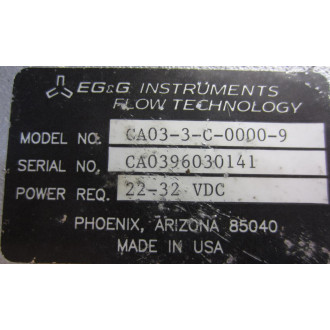 EG&G INSTRUMENTS
FLOW TECHNOLOGY
MODEL NO. CA03-3-C-0000-9
SERIAL NO. CA0396030141
POWER REQ. 22-32 VDC
PHOENIX, ARIZONA 85040
MADE IN USA